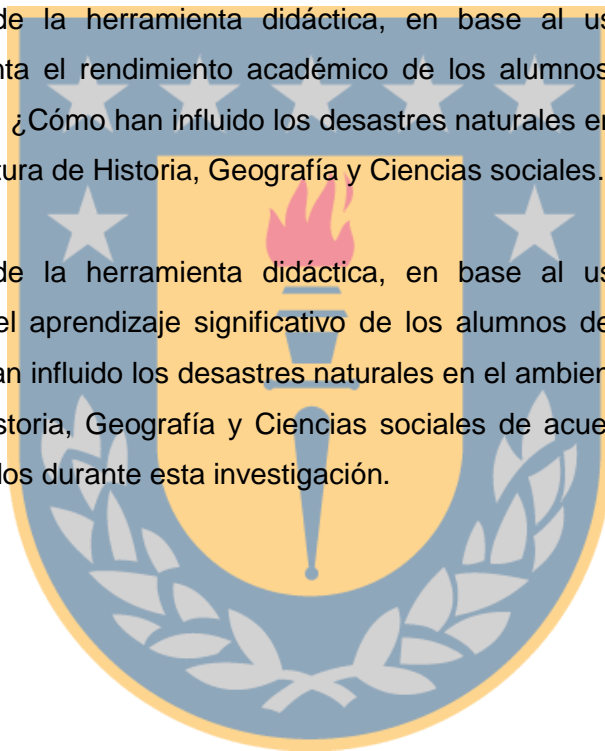 de la herramienta didáctica, en base al us
nta el rendimiento académico de los alumnos
¿Cómo han influido los desastres naturales en
tura de Historia, Geografía y Ciencias sociales.
de la herramienta didáctica, en base al us
el aprendizaje significativo de los alumnos de
an influido los desastres naturales en el ambien
storia, Geografía y Ciencias sociales de acue
dos durante esta investigación.